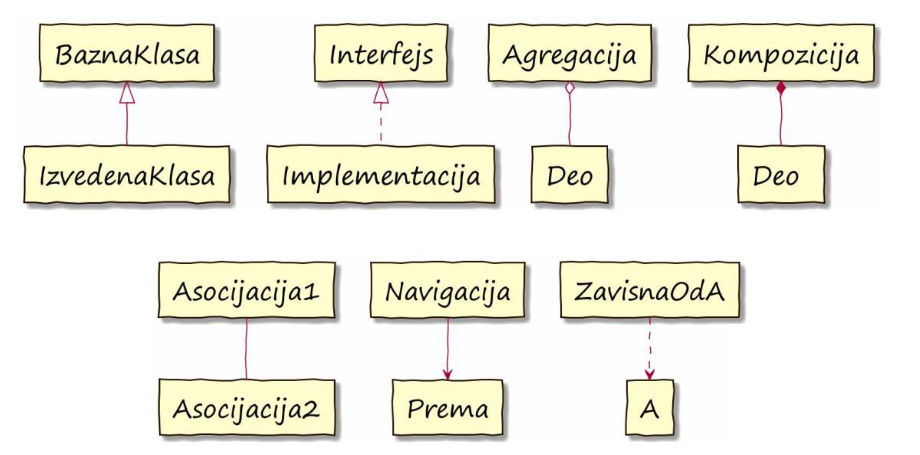 BaznaKlasa
Interfejs
Agregacija
Kompozicija
IzvedenaKlasa
Implementacija
Deo
Deo
Asocijacija1
Navigacija
ZavisnaOdA
Asocijacija2
Prema
A